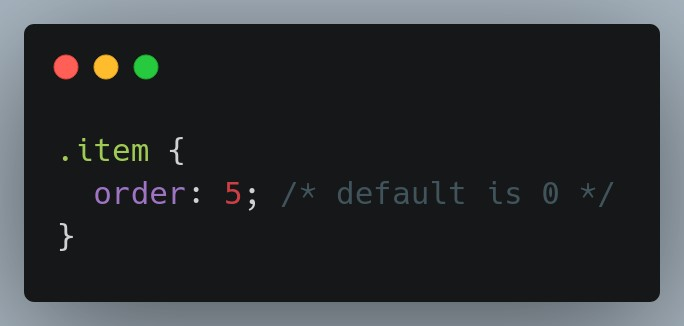 .item {
  order: 5; /* default is 0 */
}